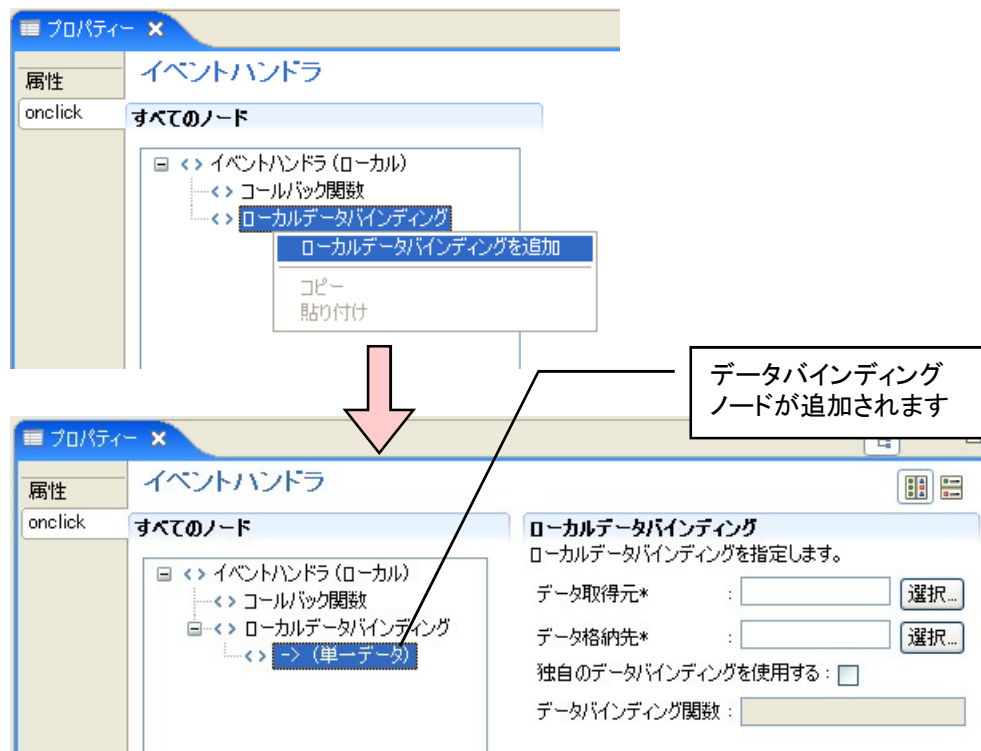 プロパティー
属性
onclick
イベントハンドラ
すべてのノード
イベントハンドラ（ローカル）
コールバック関数
ローカルデータバインディング
ローカルデータバインディングを追加
コピー
貼り付け
データバインディング
ノードが追加されます
プロパティー
属性
onclick
イベントハンドラ
すべてのノード
イベントハンドラ（ローカル）
コールバック関数
ローカルデータバインディング
-> （単一データ）
ローカルデータバインディング
ローカルデータバインディングを指定します。
データ取得元* : 選択...
データ格納先* : 選択...
独自のデータバインディングを使用する :
データバインディング関数 :